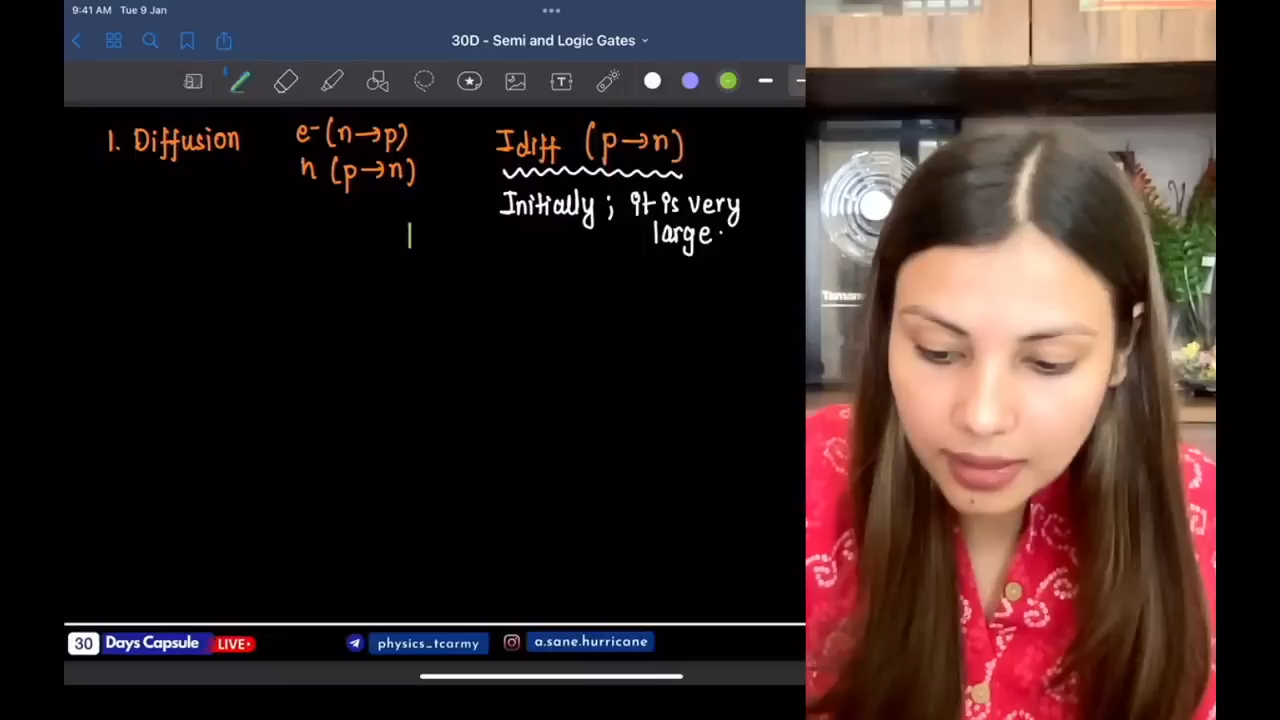 9:41 AM Tue 9 Jan
30D - Semi and Logic Gates
1. Diffusion
e- (n→p)
h (p→n)
Idiff (p→n)
Initially ; it is very
large.
30 Days Capsule LIVE
physics_tcarmy
a.sane.hurricane